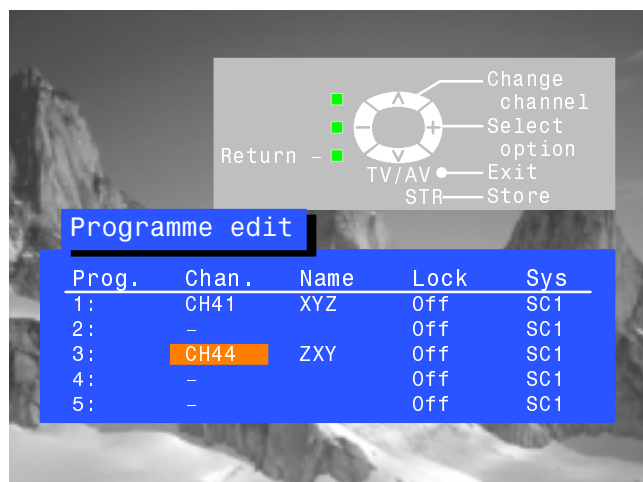 Change
channel
Select
option
Return –
TV/AV Exit
STR Store
Programme edit
Prog. Chan. Name Lock Sys
1: CH41 XYZ Off SC1
2: – Off SC1
3: CH44 ZXY Off SC1
4: – Off SC1
5: – Off SC1